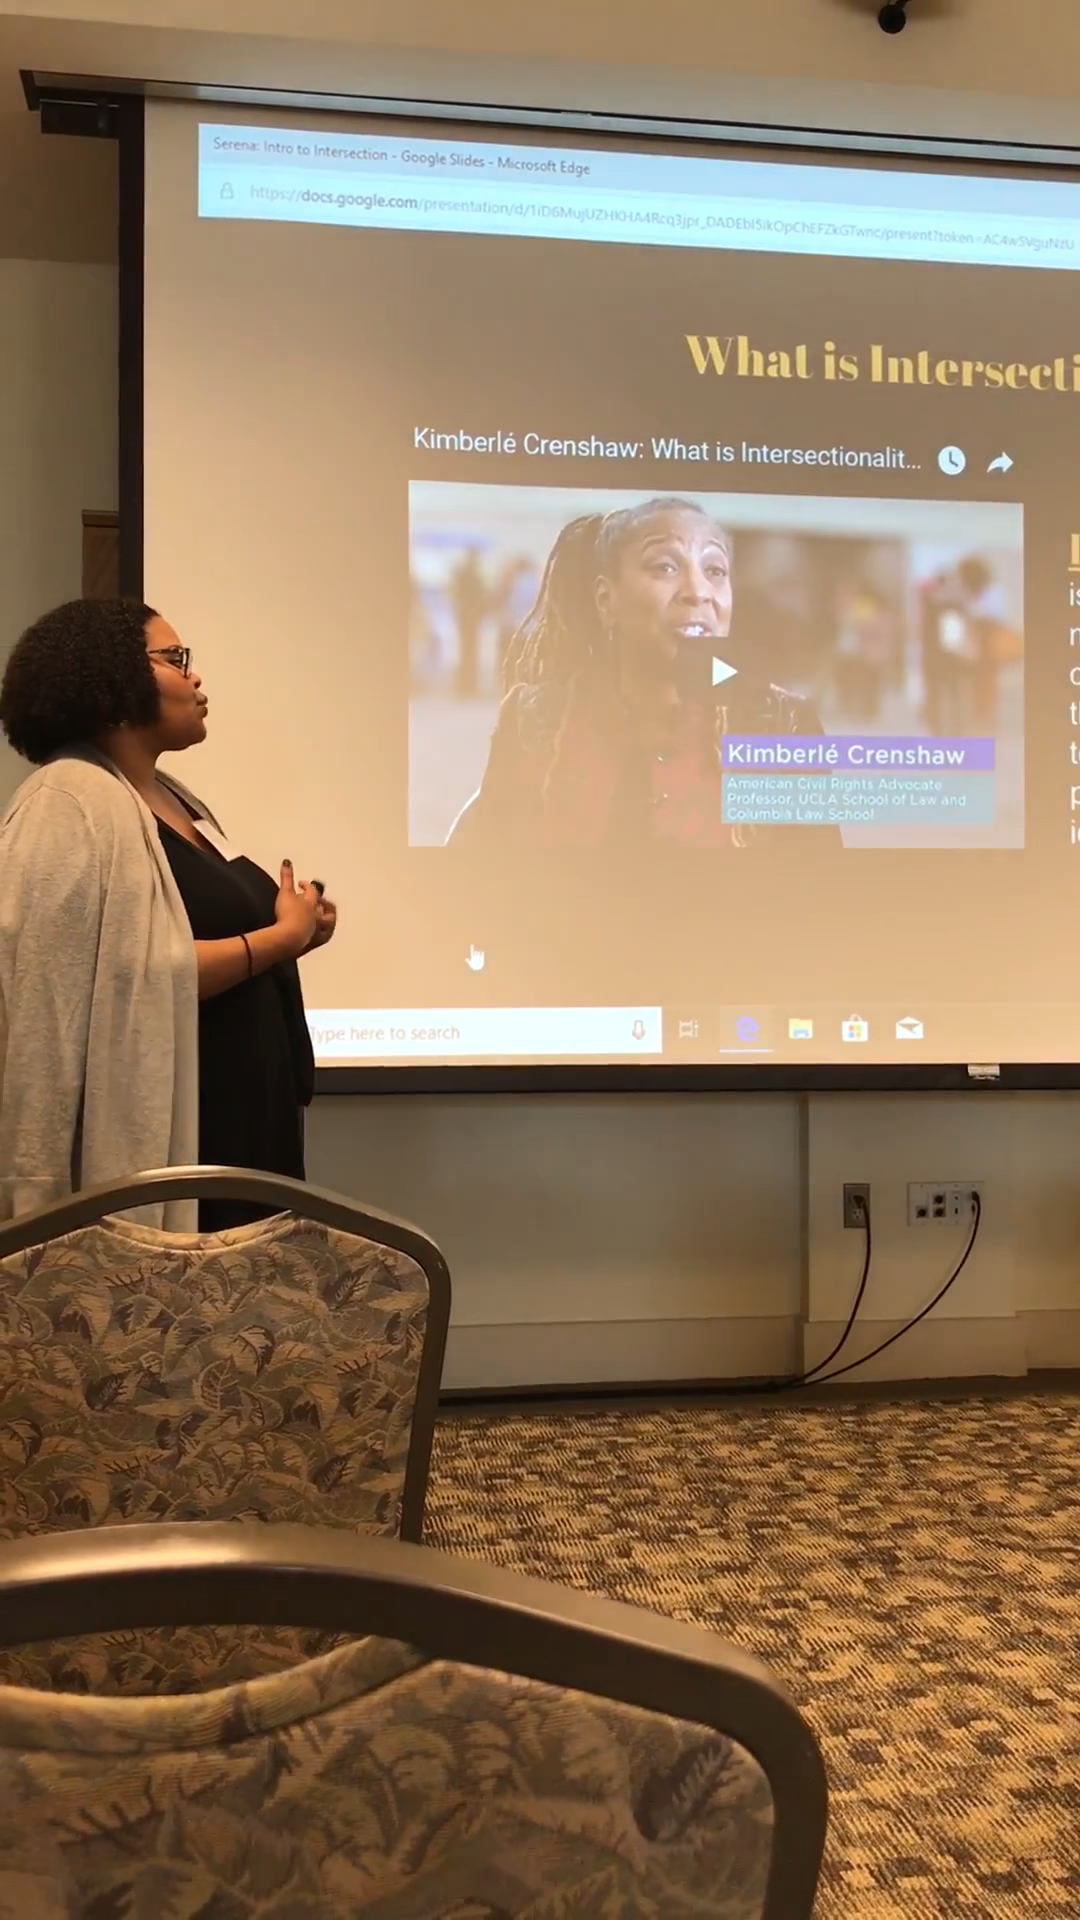 Serena: Intro to Intersection - Google Slides - Microsoft Edge
https://docs.google.com/presentation/d/
What is Intersecti
Kimberlé Crenshaw: What is Intersectionalit...
Kimberlé Crenshaw
American Civil Rights Advocate
Professor, UCLA School of Law and
Columbia Law School
Type here to search